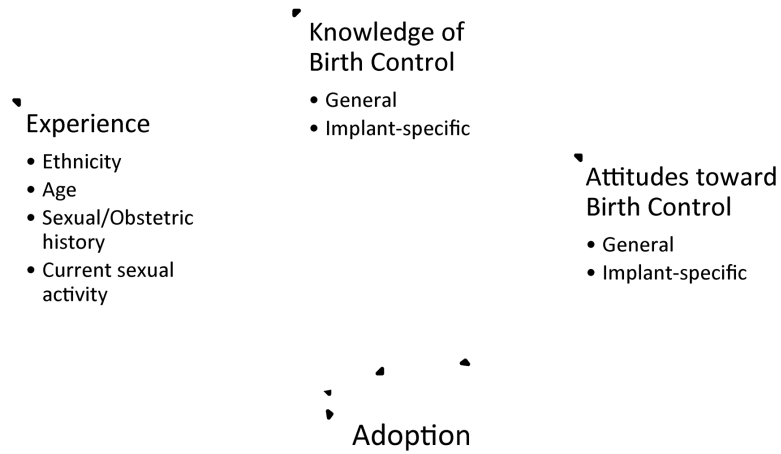 Knowledge of
Birth Control
• General
• Implant-specific
Experience
• Ethnicity
• Age
• Sexual/Obstetric
history
• Current sexual
activity
Attitudes toward
Birth Control
• General
• Implant-specific
Adoption